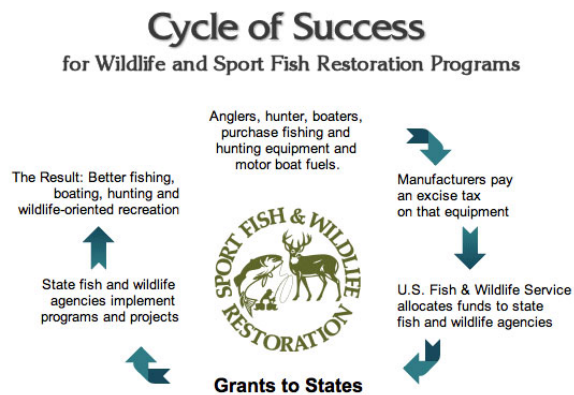 Cycle of Success
for Wildlife and Sport Fish Restoration Programs
Anglers, hunter, boaters,
purchase fishing and
hunting equipment and
motor boat fuels.
Manufacturers pay
an excise tax
on that equipment
U.S. Fish & Wildlife Service
allocates funds to state
fish and wildlife agencies
Grants to States
State fish and wildlife
agencies implement
programs and projects
The Result: Better fishing,
boating, hunting and
wildlife-oriented recreation
SPORT FISH & WILDLIFE
RESTORATION